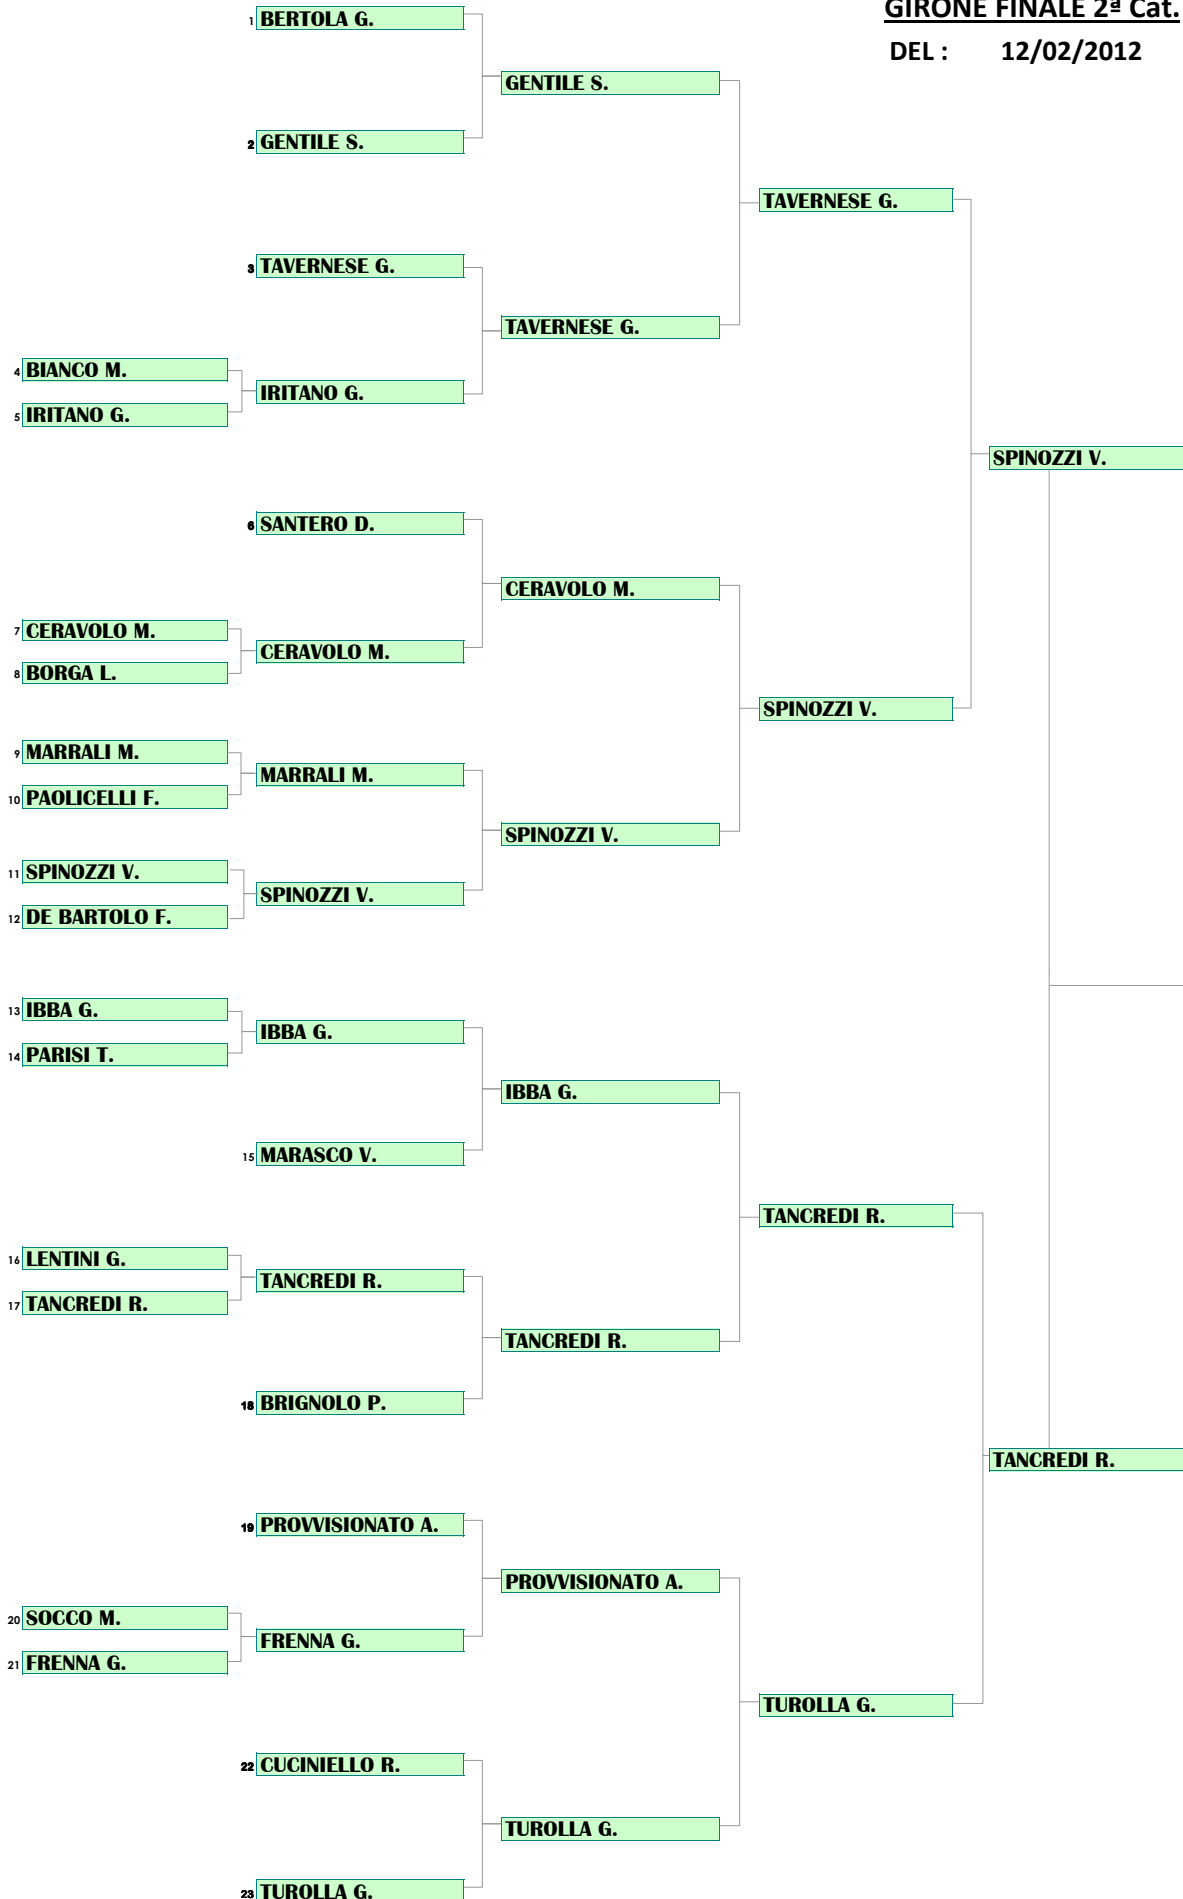 GIRONE FINALE 2ª Cat.
DEL : 12/02/2012
1 BERTOLA G.
GENTILE S.
2 GENTILE S.
TAVERNESE G.
3 TAVERNESE G.
TAVERNESE G.
4 BIANCO M.
IRITANO G.
5 IRITANO G.
SPINOZZI V.
6 SANTERO D.
CERAVOLO M.
7 CERAVOLO M.
CERAVOLO M.
8 BORGA L.
SPINOZZI V.
9 MARRALI M.
MARRALI M.
10 PAOLICELLI F.
SPINOZZI V.
11 SPINOZZI V.
SPINOZZI V.
12 DE BARTOLO F.
13 IBBA G.
IBBA G.
14 PARISI T.
IBBA G.
15 MARASCO V.
TANCREDI R.
16 LENTINI G.
TANCREDI R.
17 TANCREDI R.
TANCREDI R.
18 BRIGNOLO P.
TANCREDI R.
19 PROVVISIONATO A.
PROVVISIONATO A.
20 SOCCO M.
FRENNA G.
21 FRENNA G.
TUROLLA G.
22 CUCINIELLO R.
TUROLLA G.
23 TUROLLA G.